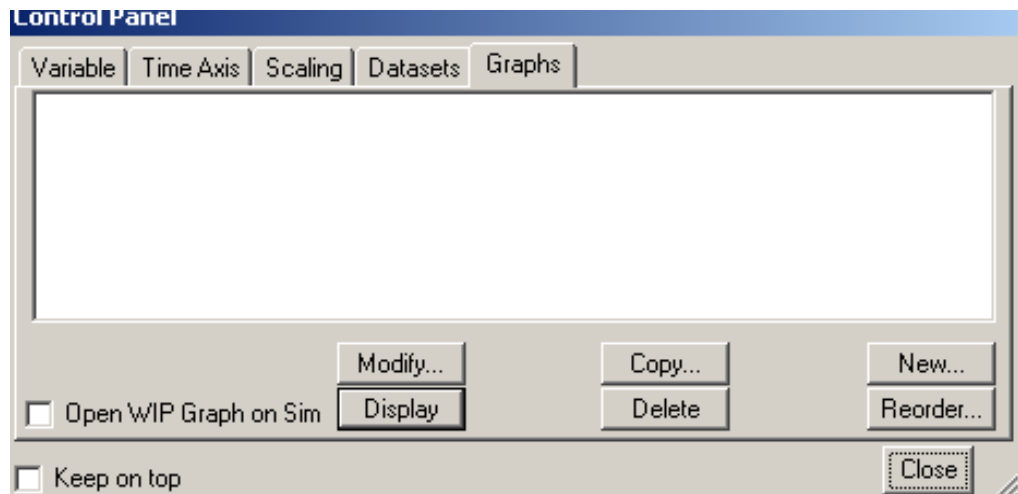 Control Panel
Variable Time Axis Scaling Datasets Graphs
Modify... Copy... New...
Open WIP Graph on Sim Display Delete Reorder...
Keep on top Close